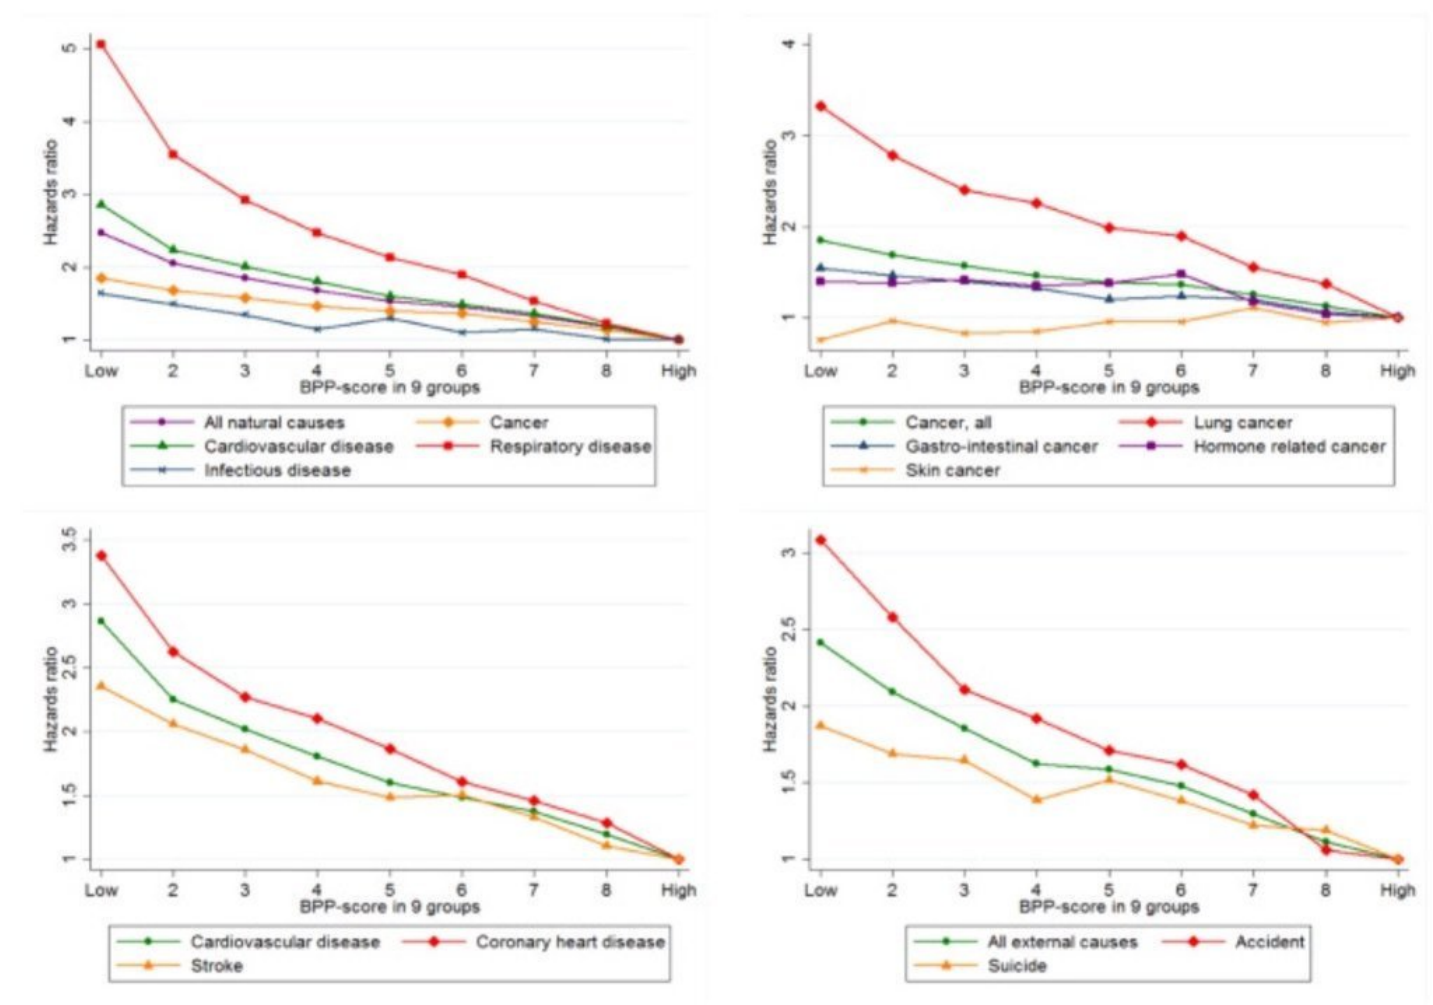 5
4
3
2
1
Hazards ratio
Low 2 3 4 5 6 7 8 High
BPP-score in 9 groups
All natural causes Cancer
Cardiovascular disease Respiratory disease
Infectious disease
4
3
2
1
Hazards ratio
Low 2 3 4 5 6 7 8 High
BPP-score in 9 groups
Cancer, all Lung cancer
Gastro-intestinal cancer Hormone related cancer
Skin cancer
3.5
3
2.5
2
1.5
1
Hazards ratio
Low 2 3 4 5 6 7 8 High
BPP-score in 9 groups
Cardiovascular disease Coronary heart disease
Stroke
3
2.5
2
1.5
1
Hazards ratio
Low 2 3 4 5 6 7 8 High
BPP-score in 9 groups
All external causes Accident
Suicide